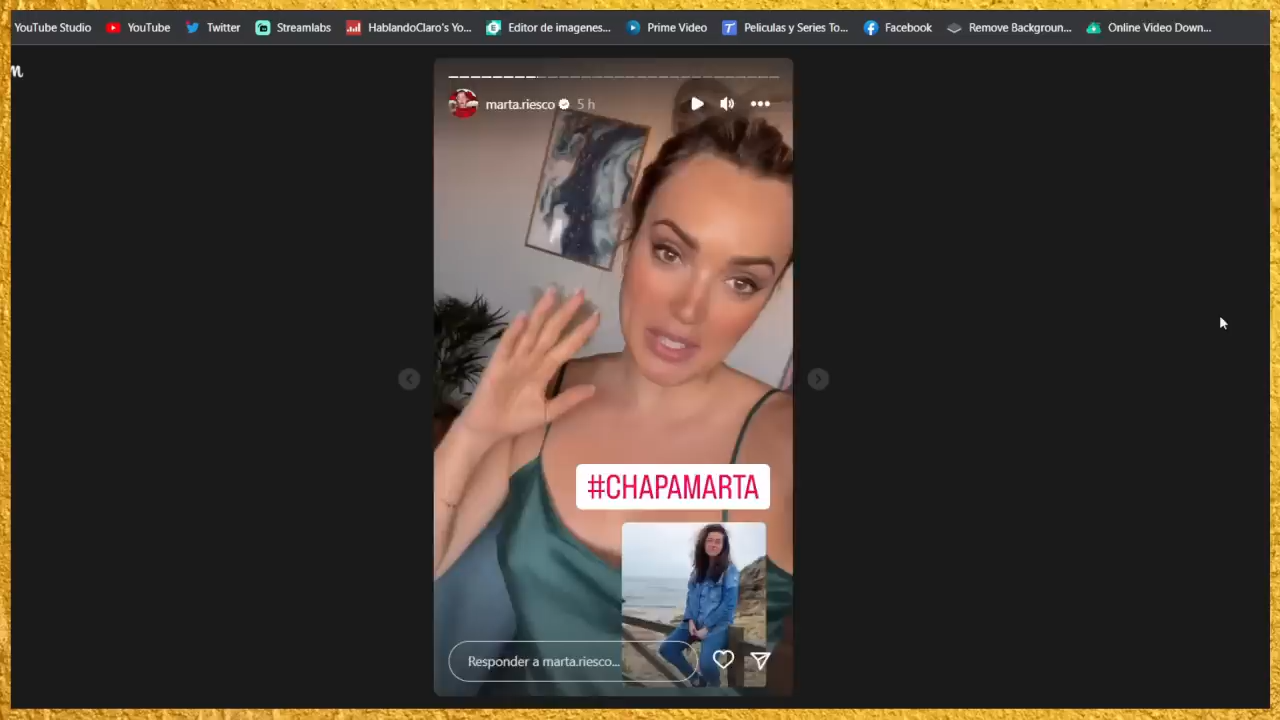 YouTube Studio YouTube Twitter Streamlabs HablandoClaro's Yo... Editor de imagenes... Prime Video Peliculas y Series To... Facebook Remove Backgroun... Online Video Down...
m
marta.riesco 5 h
#CHAPAMARTA
Responder a marta.riesco...